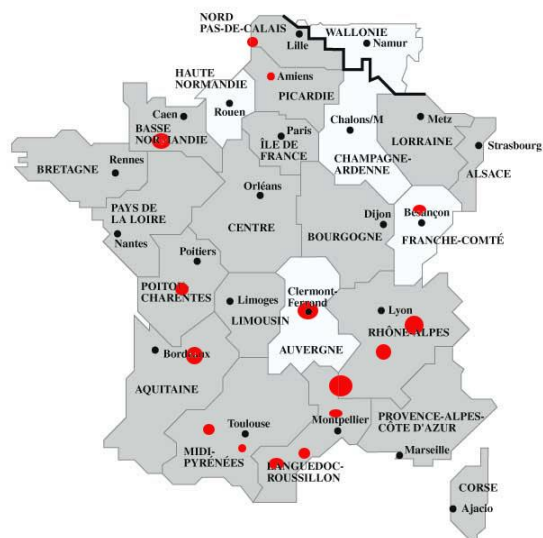 NORD
PAS-DE-CALAIS
Lille
WALLONIE
Namur
HAUTE
NORMANDIE
Amiens
PICARDIE
Caen
Rouen
BASSE
NORMANDIE
Chalons/M
Metz
LORRAINE
Paris
ÎLE DE
FRANCE
Strasbourg
ALSACE
CHAMPAGNE-
ARDENNE
Rennes
BRETAGNE
Orléans
PAYS DE
LA LOIRE
Nantes
CENTRE
Dijon
BOURGOGNE
Besançon
FRANCHE-COMTÉ
Poitiers
POITOU
CHARENTES
Limoges
LIMOUSIN
Clermont-
Ferrand
AUVERGNE
Lyon
RHÔNE-ALPES
Bordeaux
AQUITAINE
Toulouse
MIDI-
PYRÉNÉES
Montpellier
LANGUEDOC-
ROUSSILLON
PROVENCE-ALPES-
CÔTE D'AZUR
Marseille
CORSE
Ajacio